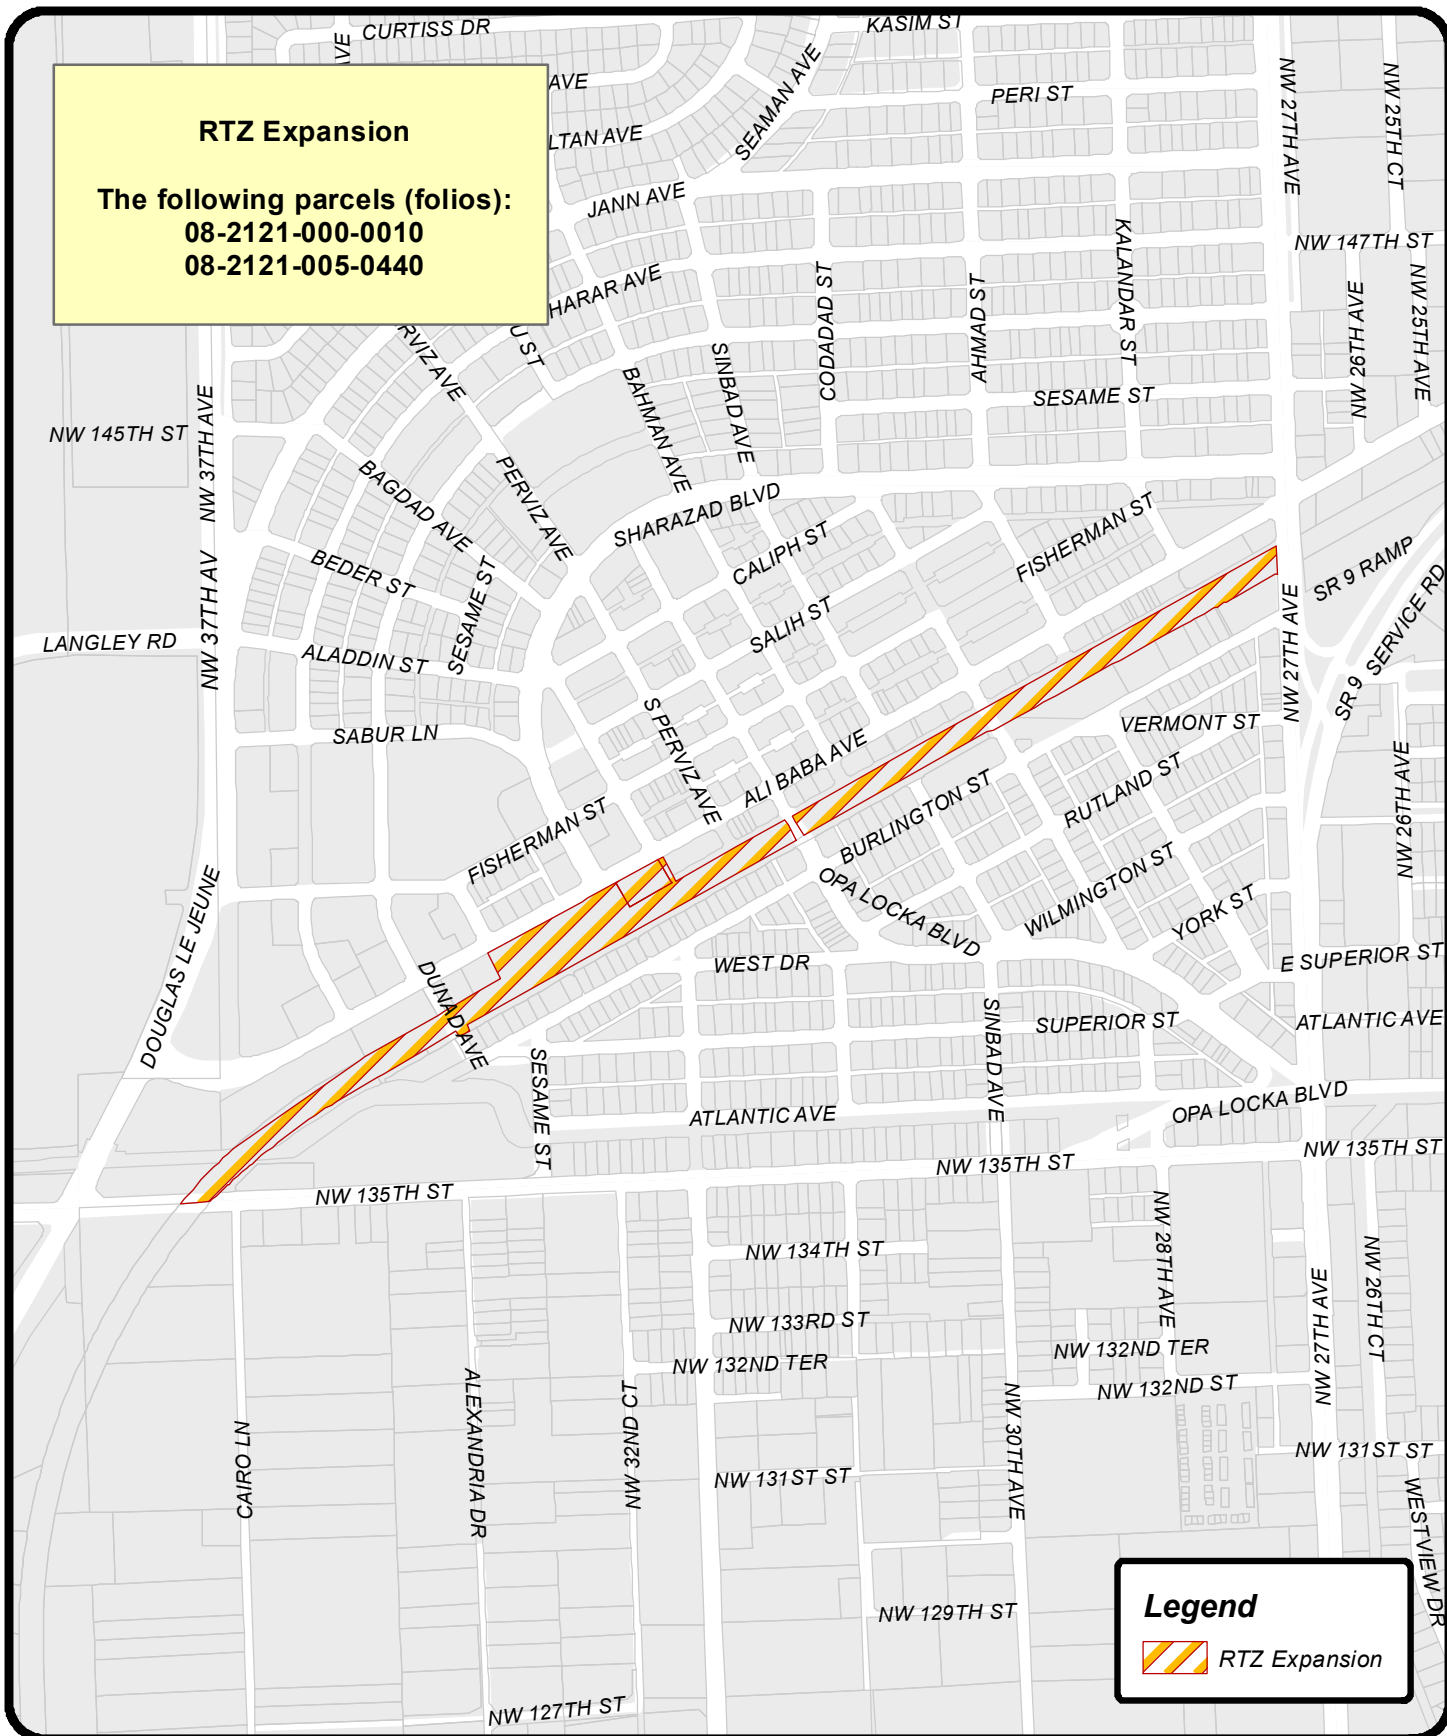 CURTISS DR
KASIM ST
AVE
AVE
SEAMAN AVE
PERI ST
NW 27TH AVE
NW 25TH CT
RTZ Expansion
The following parcels (folios):
08-2121-000-0010
08-2121-005-0440
LTAN AVE
JANN AVE
HARAR AVE
CODADAD ST
AHMAD ST
KALANDAR ST
NW 147TH ST
NW 26TH AVE
NW 25TH AVE
RVIZ AVE
U ST
BAHMAN AVE
SINBAD AVE
SESAME ST
NW 145TH ST
NW 37TH AVE
BAGDAD AVE
PERVIZ AVE
SHARAZAD BLVD
CALIPH ST
FISHERMAN ST
NW 37TH AV
BEDER ST
SESAME ST
SALIH ST
SR 9 RAMP
SR 9 SERVICE RD
LANGLEY RD
ALADDIN ST
NW 27TH AVE
SABUR LN
S PERVIZ AVE
VERMONT ST
ALI BABA AVE
RUTLAND ST
NW 26TH AVE
FISHERMAN ST
BURLINGTON ST
DOUGLAS LE JEUNE
OPA LOCKA BLVD
WILMINGTON ST
YORK ST
DUNAD AVE
WEST DR
E SUPERIOR ST
SINBAD AVE
SUPERIOR ST
ATLANTIC AVE
SESAME ST
ATLANTIC AVE
OPA LOCKA BLVD
NW 135TH ST
NW 135TH ST
NW 135TH ST
NW 134TH ST
NW 28TH AVE
NW 26TH CT
NW 133RD ST
NW 27TH AVE
NW 132ND TER
NW 132ND TER
NW 132ND ST
CAIRO LN
ALEXANDRIA DR
NW 32ND CT
NW 30TH AVE
NW 131ST ST
NW 131ST ST
WESTVIEW DR
NW 129TH ST
NW 127TH ST
Legend
RTZ Expansion